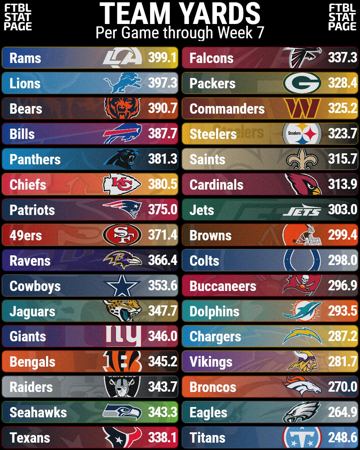 FTBL
STAT
PAGE
TEAM YARDS
Per Game through Week 7
FTBL
STAT
PAGE
Rams 399.1
Lions 397.3
Bears 390.7
Bills 387.7
Panthers 381.3
Chiefs 380.5
Patriots 375.0
49ers 371.4
Ravens 366.4
Cowboys 353.6
Jaguars 347.7
Giants ny 346.0
Bengals 345.2
Raiders 343.7
Seahawks 343.3
Texans 338.1
Falcons 337.3
Packers G 328.4
Commanders W 325.2
Steelers Steelers 323.7
Saints 315.7
Cardinals 313.9
Jets JETS 303.0
Browns 299.4
Colts 298.0
Buccaneers 296.9
Dolphins 293.5
Chargers 287.2
Vikings 281.7
Broncos 270.0
Eagles 264.9
Titans T 248.6